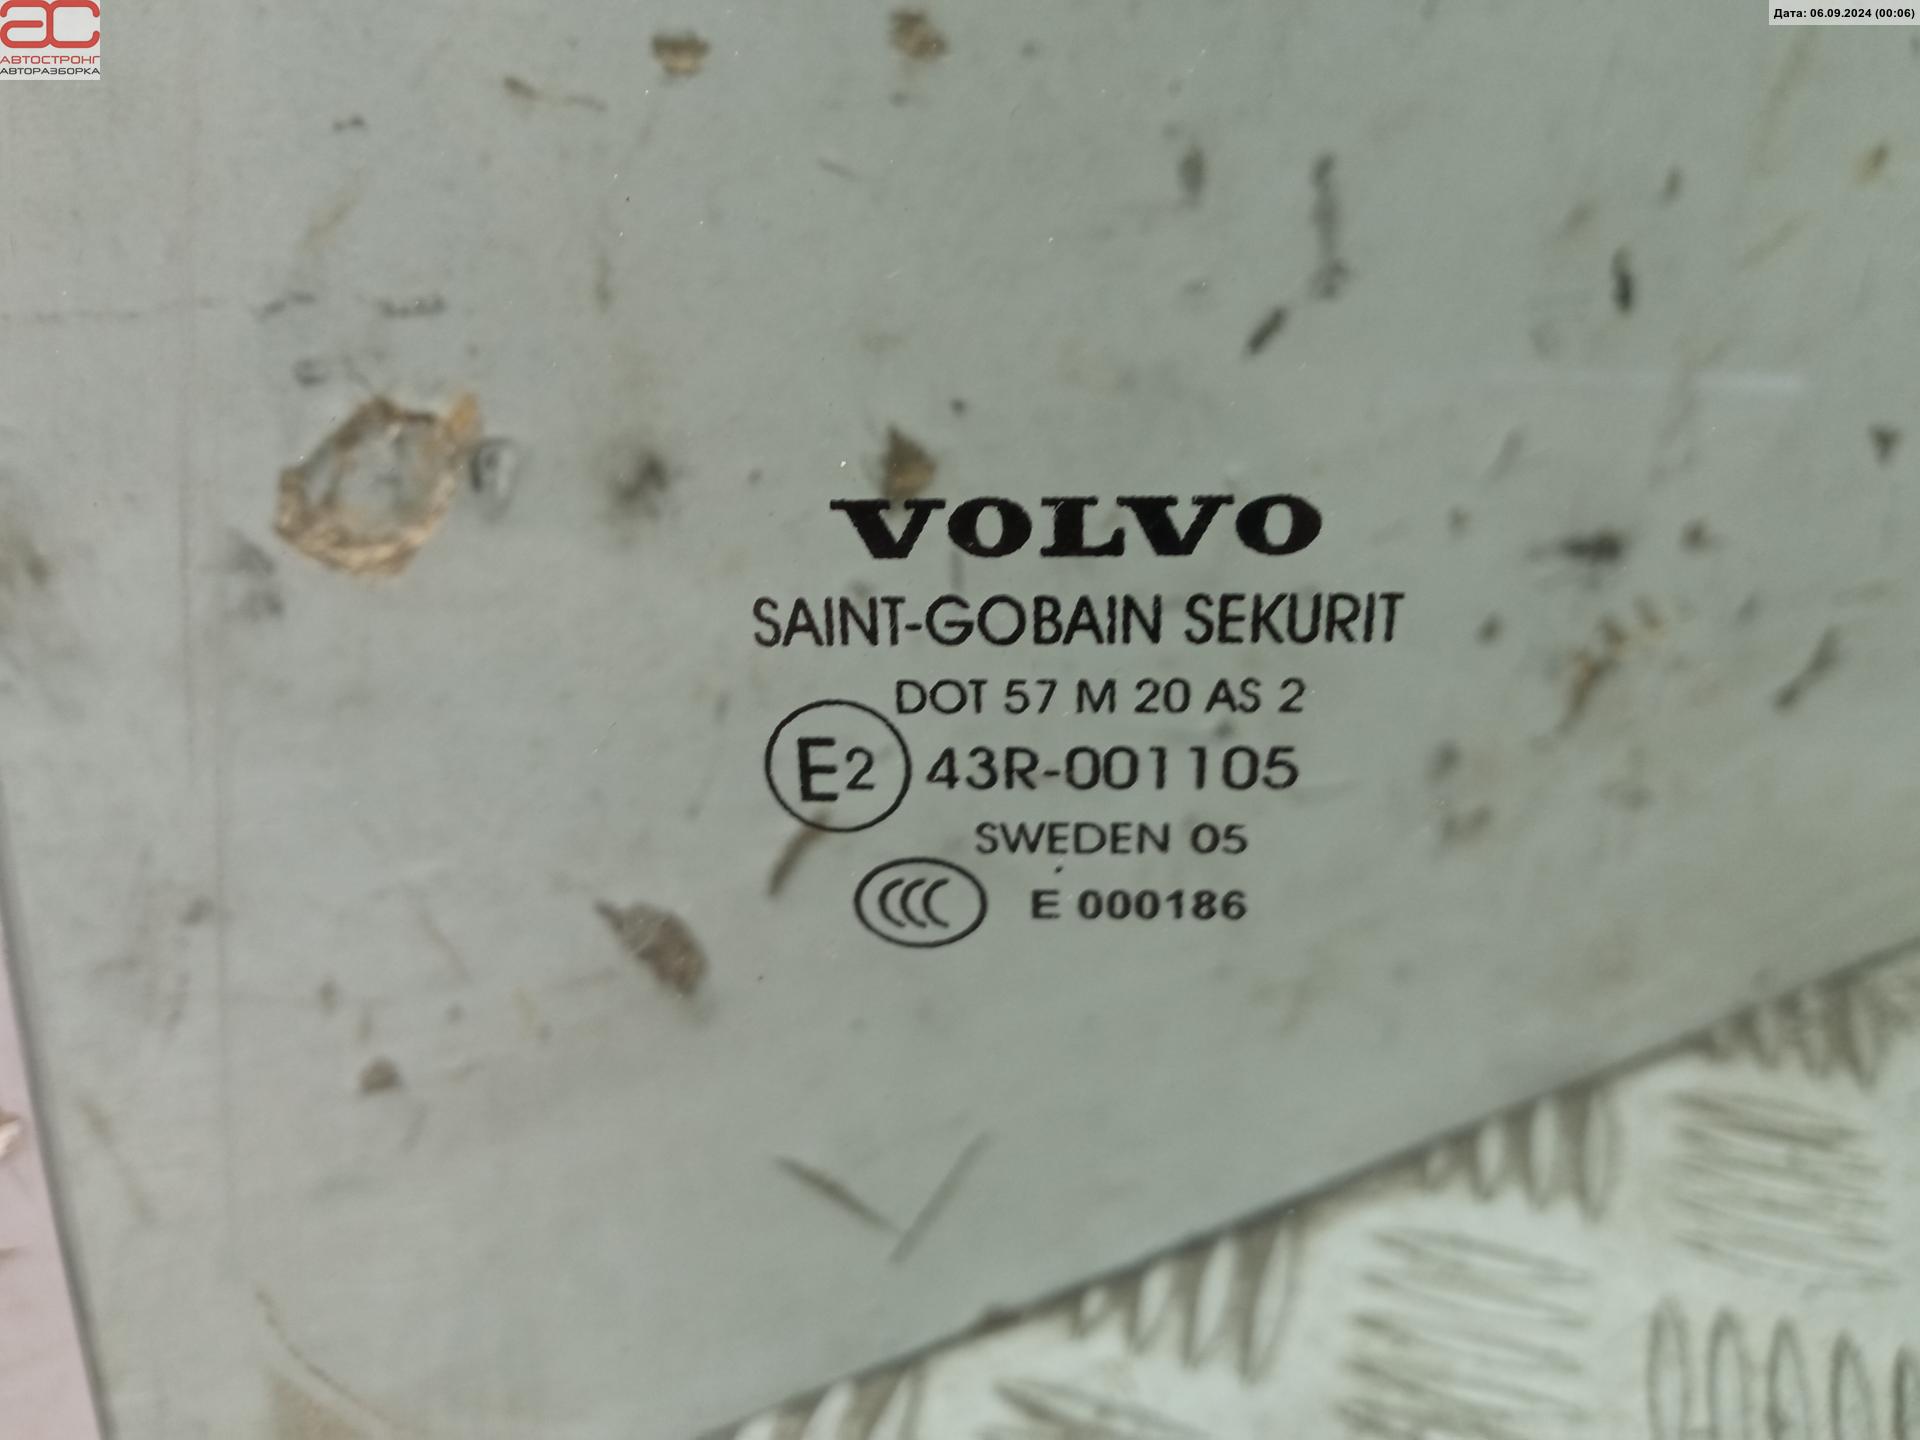 АВТОСТРОНГ
АВТОРАЗБОРКА
Дата: 06.09.2024 (00:06)
VOLVO
SAINT-GOBAIN SEKURIT
DOT 57 M 20 AS 2
E2 43R-001105
SWEDEN 05
CCC E 000186